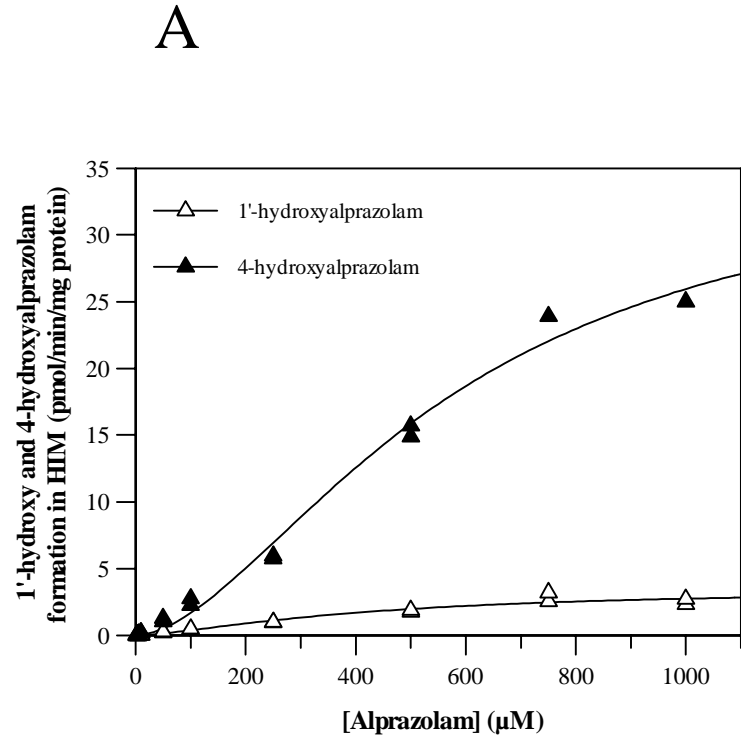 A
1'-hydroxy and 4-hydroxyalprazolam
formation in HIM (pmol/min/mg protein)
35
30
25
20
15
10
5
0
1'-hydroxyalprazolam
4-hydroxyalprazolam
0 200 400 600 800 1000
[Alprazolam] (µM)